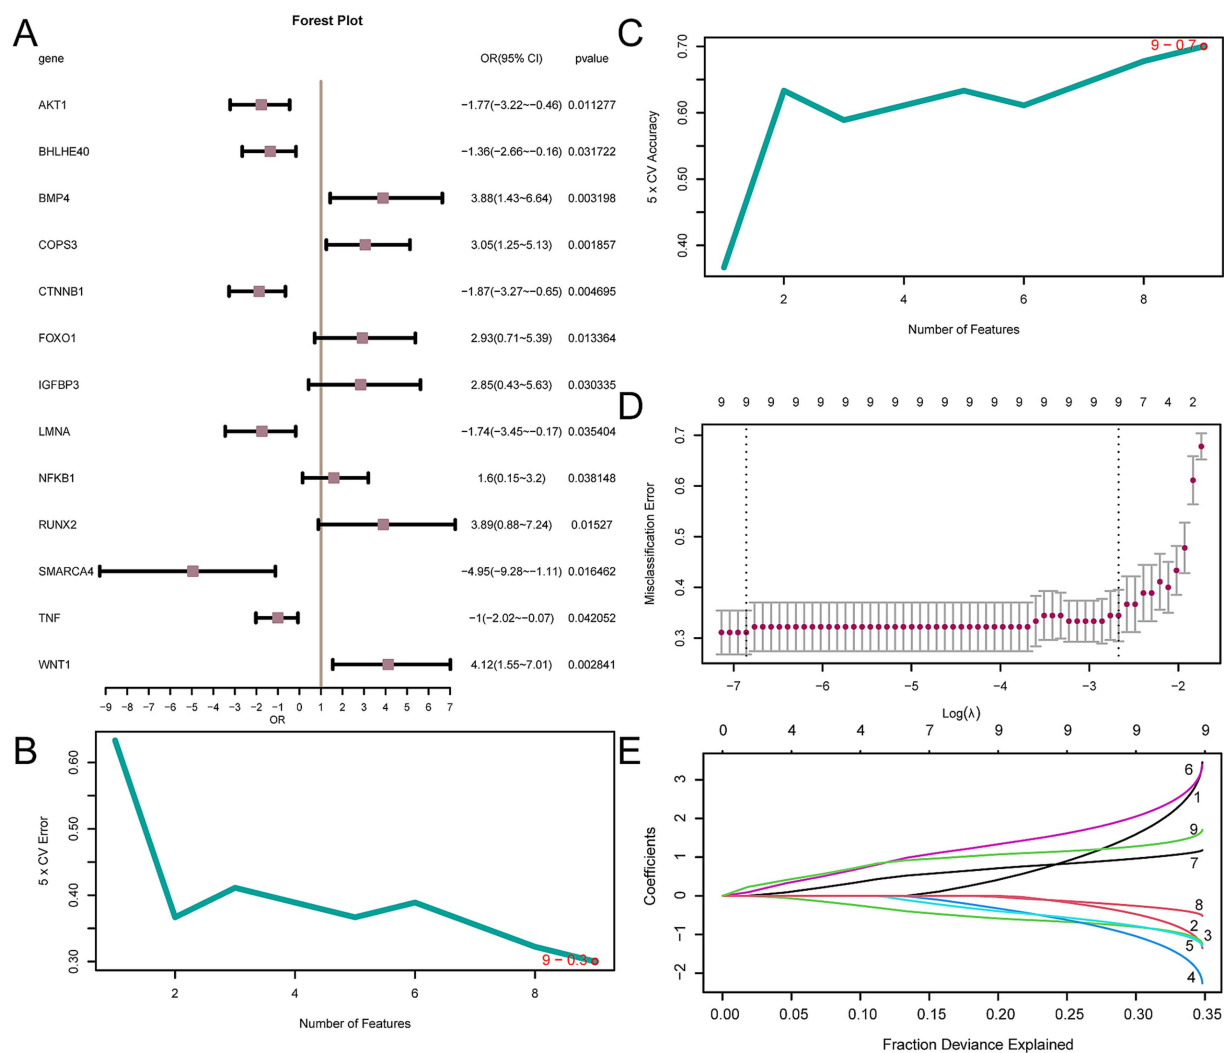 A
Forest Plot
gene OR(95% CI) pvalue
AKT1 −1.77(−3.22~−0.46) 0.011277
BHLHE40 −1.36(−2.66~−0.16) 0.031722
BMP4 3.88(1.43~6.64) 0.003198
COPS3 3.05(1.25~5.13) 0.001857
CTNNB1 −1.87(−3.27~−0.65) 0.004695
FOXO1 2.93(0.71~5.39) 0.013364
IGFBP3 2.85(0.43~5.63) 0.030335
LMNA −1.74(−3.45~−0.17) 0.035404
NFKB1 1.6(0.15~3.2) 0.038148
RUNX2 3.89(0.88~7.24) 0.01527
SMARCA4 −4.95(−9.28~−1.11) 0.016462
TNF −1(−2.02~−0.07) 0.042052
WNT1 4.12(1.55~7.01) 0.002841
−9 −8 −7 −6 −5 −4 −3 −2 −1 0 1 2 3 4 5 6 7
OR
B
5 x CV Error
0.60
0.50
0.40
0.30
9 − 0.3
2 4 6 8
Number of Features
C
5 x CV Accuracy
0.70
0.60
0.50
0.40
9 − 0.7
2 4 6 8
Number of Features
D
9 9 9 9 9 9 9 9 9 9 9 9 9 9 9 9 9 7 4 2
Misclassification Error
0.7
0.6
0.5
0.4
0.3
−7 −6 −5 −4 −3 −2
Log(λ)
E
0 4 4 7 9 9 9 9
Coefficients
3
2
1
0
−1
−2
6
1
9
7
8
2
3
5
4
0.00 0.05 0.10 0.15 0.20 0.25 0.30 0.35
Fraction Deviance Explained